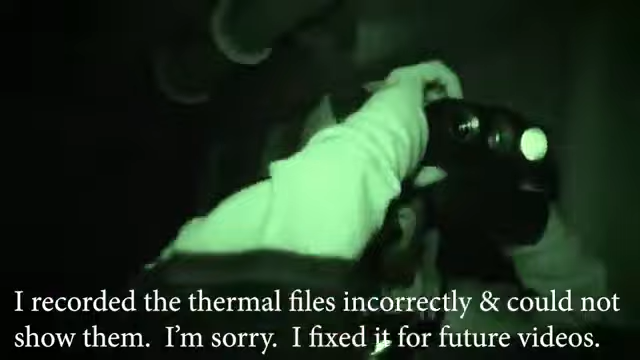 I recorded the thermal files incorrectly & could not
show them.  I'm sorry.  I fixed it for future videos.